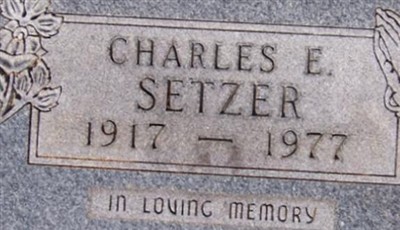 CHARLES E.
SETZER
1917 — 1977
IN LOVING MEMORY